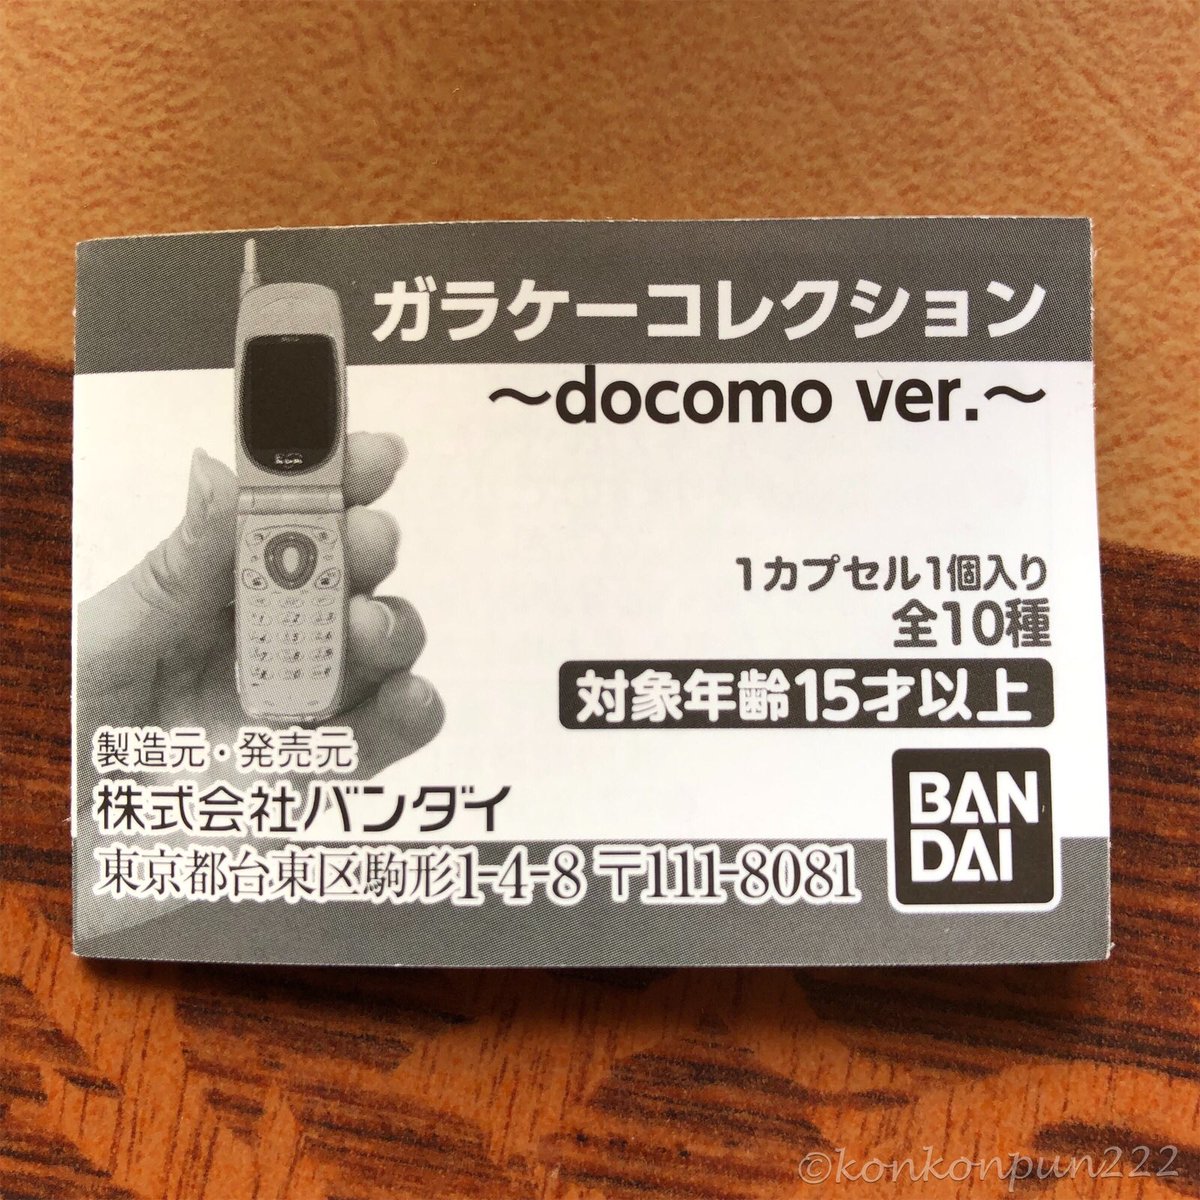 ガラケーコレクション
〜docomo ver.〜
1カプセル1個入り
全10種
対象年齢15才以上
製造元・発売元
株式会社バンダイ
東京都台東区駒形1-4-8 〒111-8081
BAN
DAI
©konkonpun222